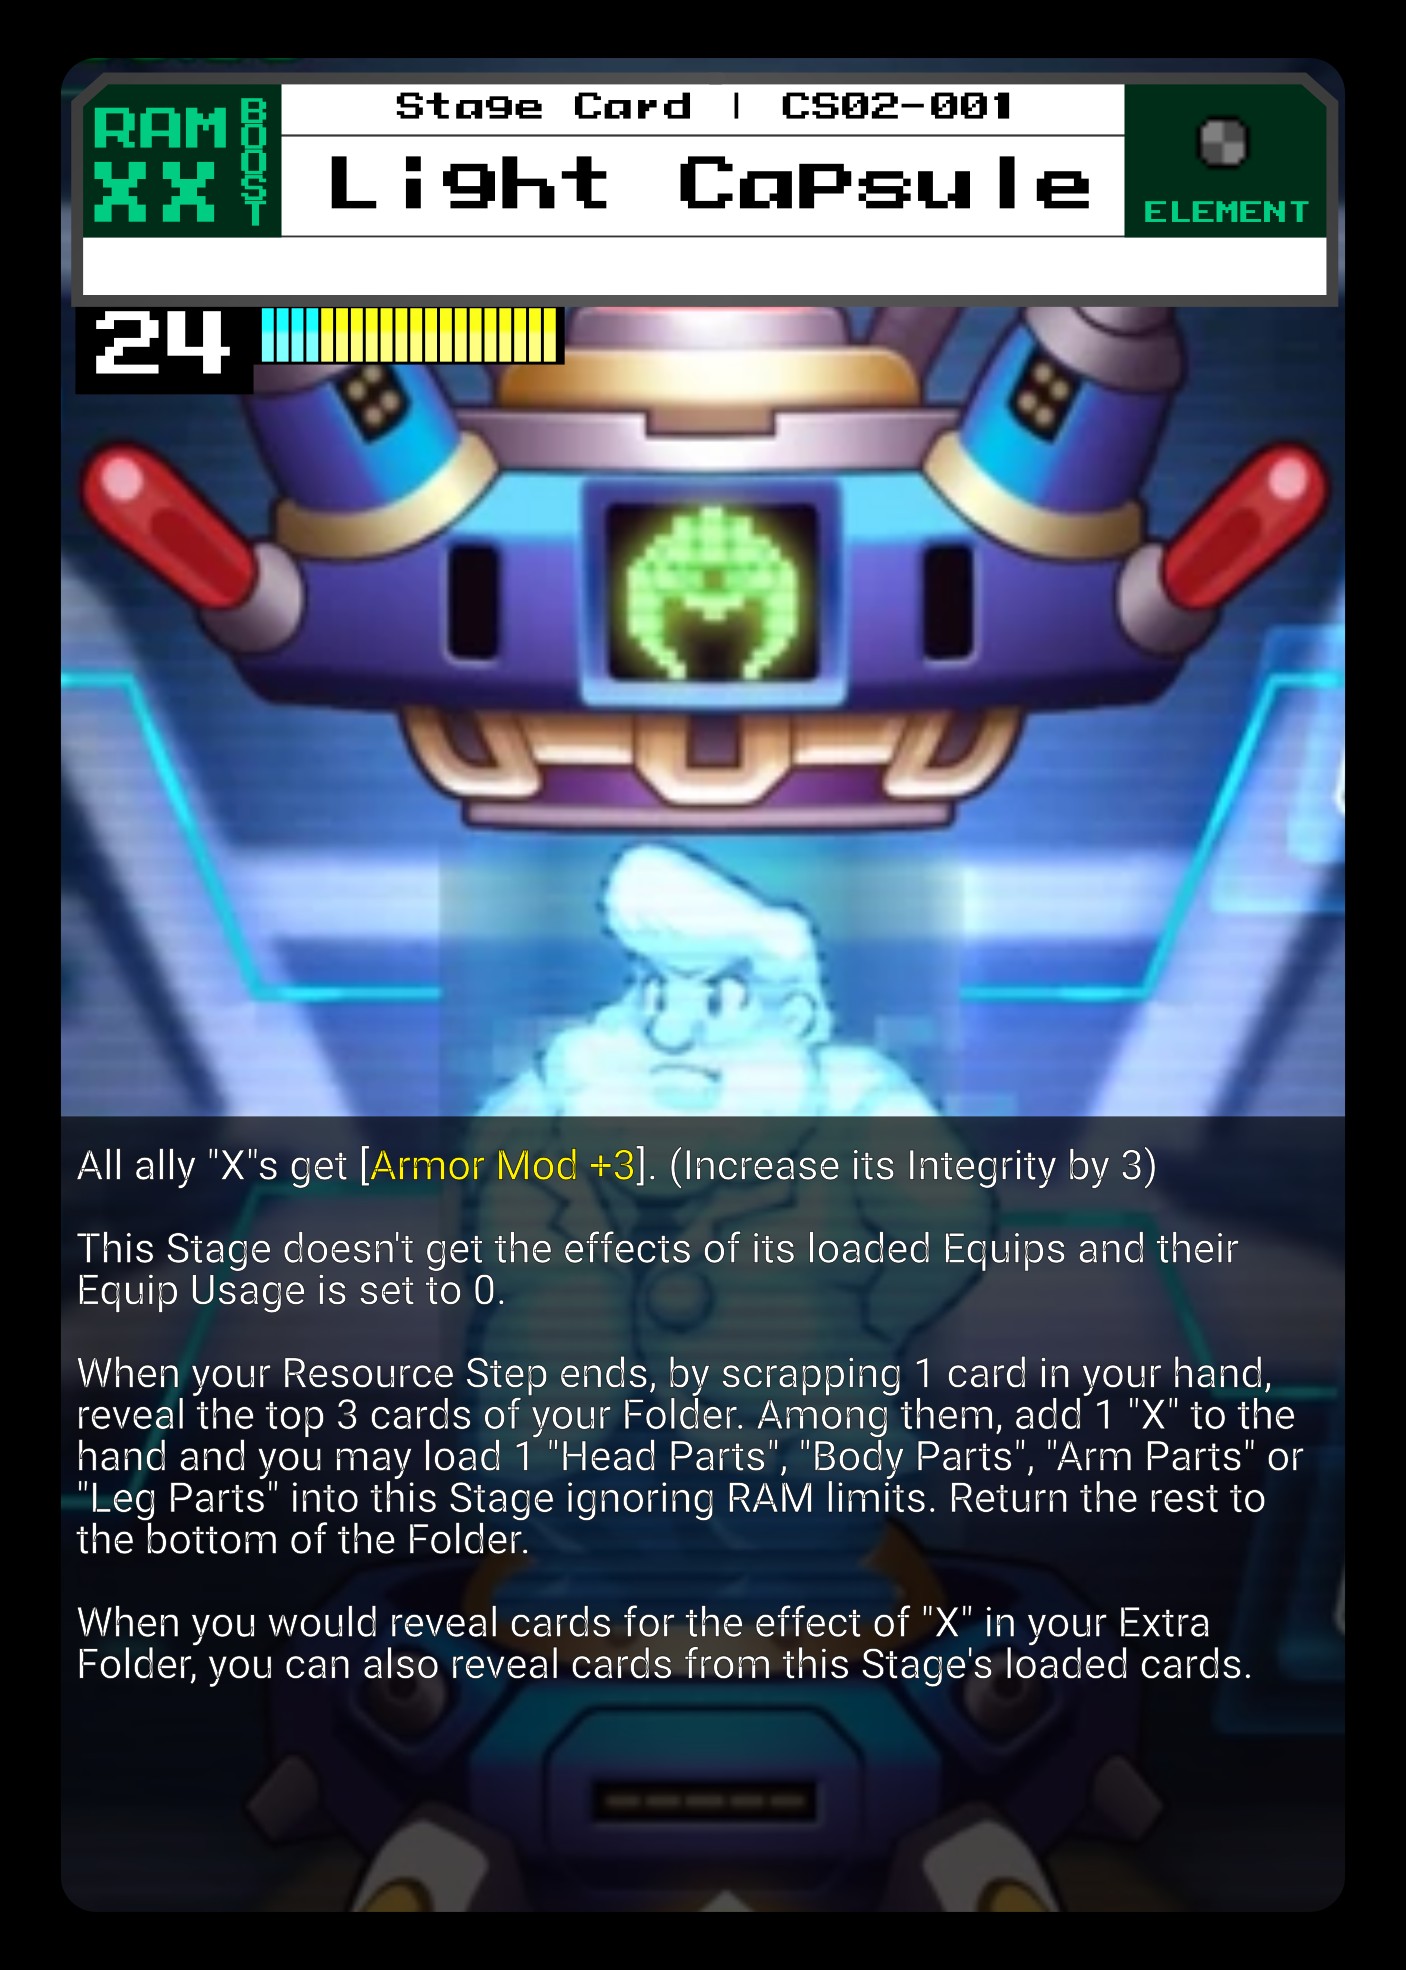 RAM
XX
BOOST
Stage Card | CS02-001
Light Capsule
ELEMENT
24
All ally "X"s get [Armor Mod +3]. (Increase its Integrity by 3)
This Stage doesn't get the effects of its loaded Equips and their
Equip Usage is set to 0.
When your Resource Step ends, by scrapping 1 card in your hand,
reveal the top 3 cards of your Folder. Among them, add 1 "X" to the
hand and you may load 1 "Head Parts", "Body Parts", "Arm Parts" or
"Leg Parts" into this Stage ignoring RAM limits. Return the rest to
the bottom of the Folder.
When you would reveal cards for the effect of "X" in your Extra
Folder, you can also reveal cards from this Stage's loaded cards.